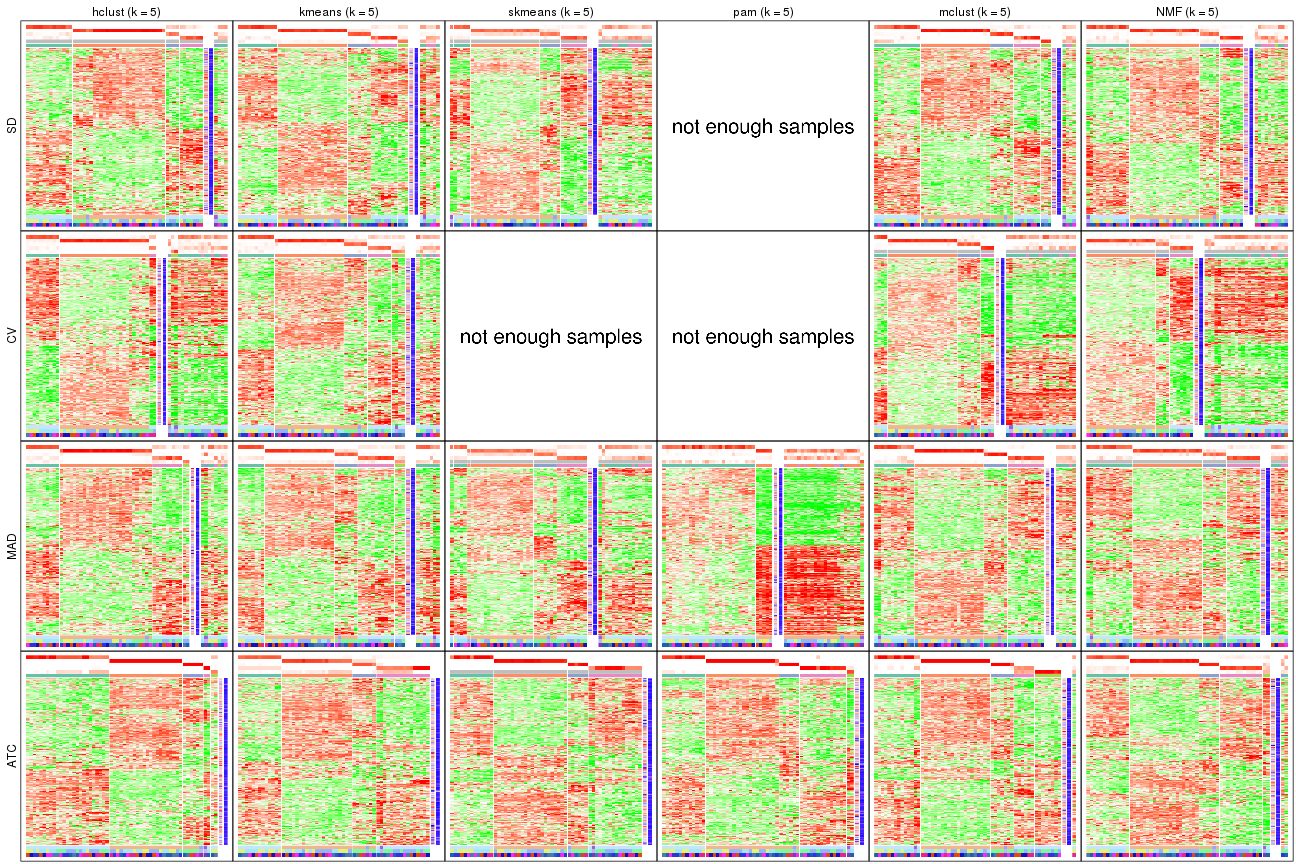 hclust (k = 5) kmeans (k = 5) skmeans (k = 5) pam (k = 5) mclust (k = 5) NMF (k = 5)
SD
not enough samples
CV
not enough samples not enough samples
MAD
ATC